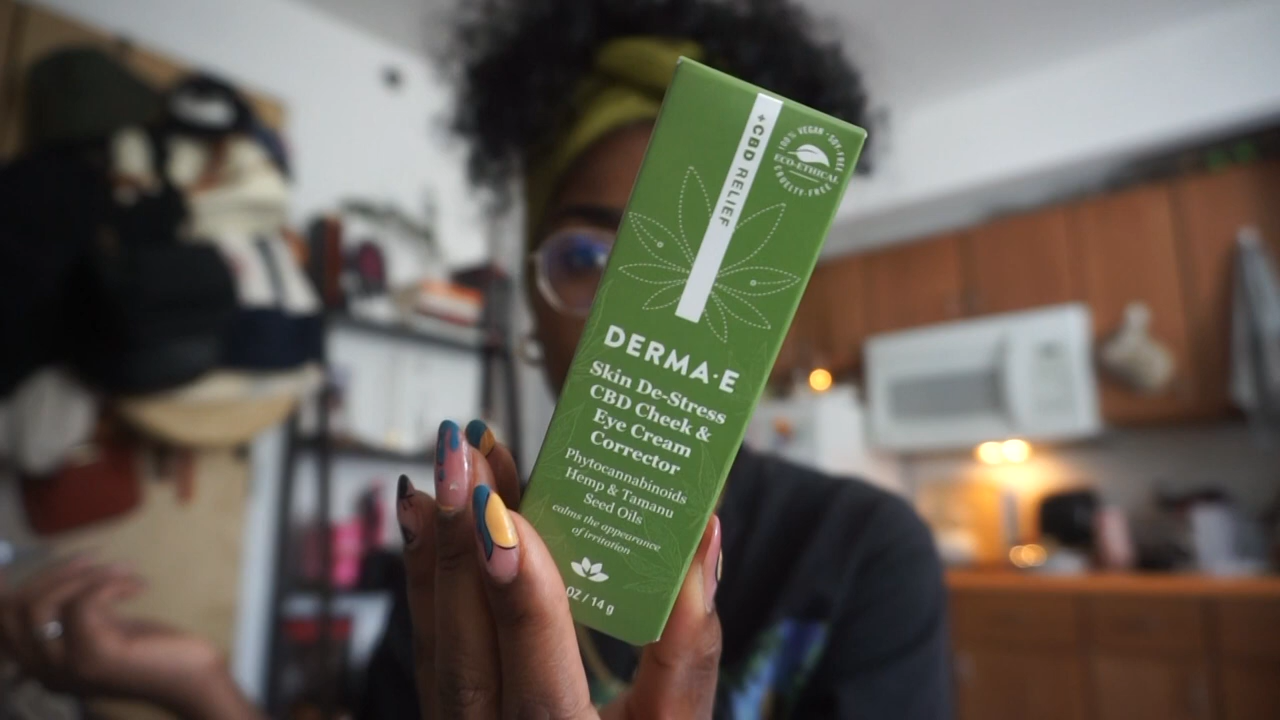 +CBD RELIEF
100% VEGAN · SOY-FREE
ECO-ETHICAL
CRUELTY-FREE
DERMA·E
Skin De-Stress
CBD Cheek &
Eye Cream
Corrector
Phytocannabinoids
Hemp & Tamanu
Seed Oils
calms the appearance
of irritation
OZ / 14 g